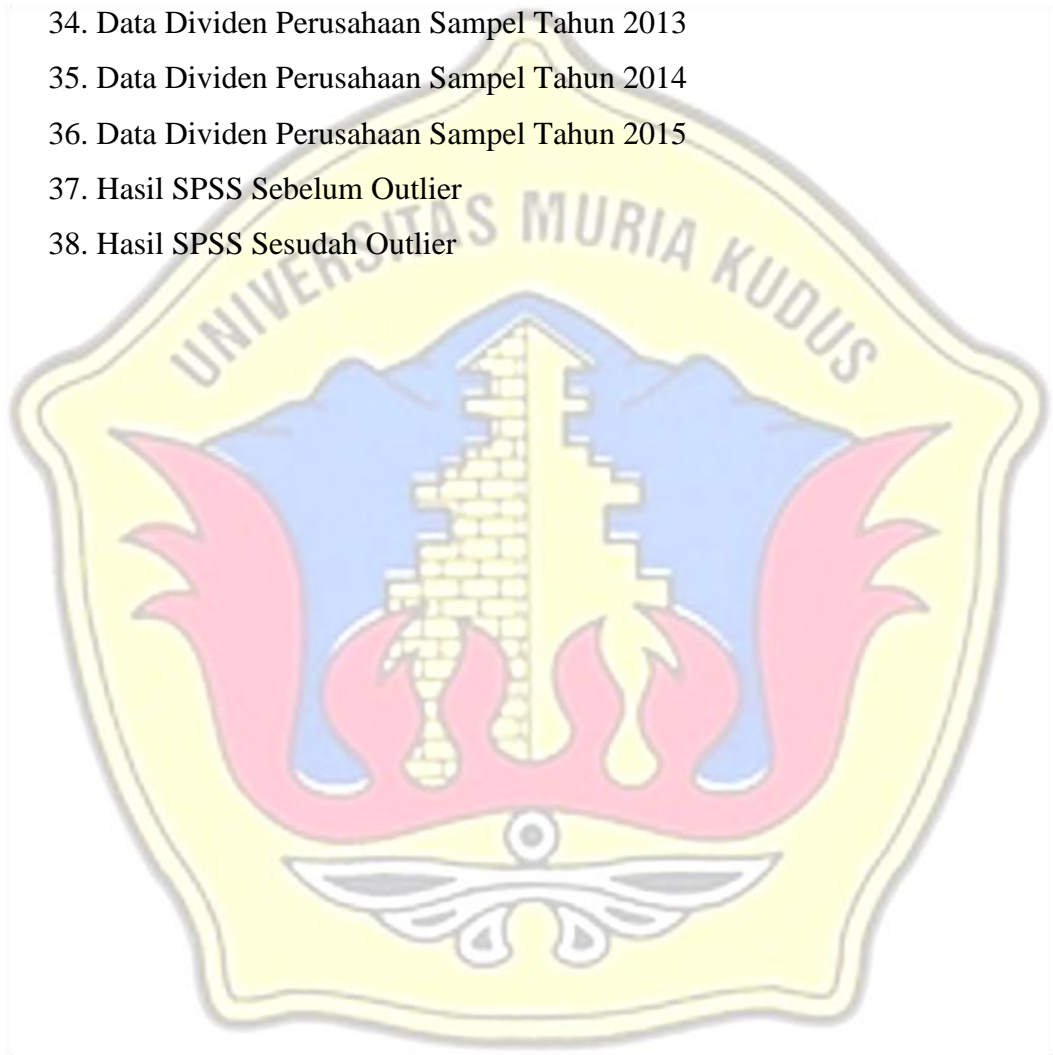 34. Data Dividen Perusahaan Sampel Tahun 2013
35. Data Dividen Perusahaan Sampel Tahun 2014
36. Data Dividen Perusahaan Sampel Tahun 2015
37. Hasil SPSS Sebelum Outlier
38. Hasil SPSS Sesudah Outlier
UNIVERSITAS MURIA KUDUS